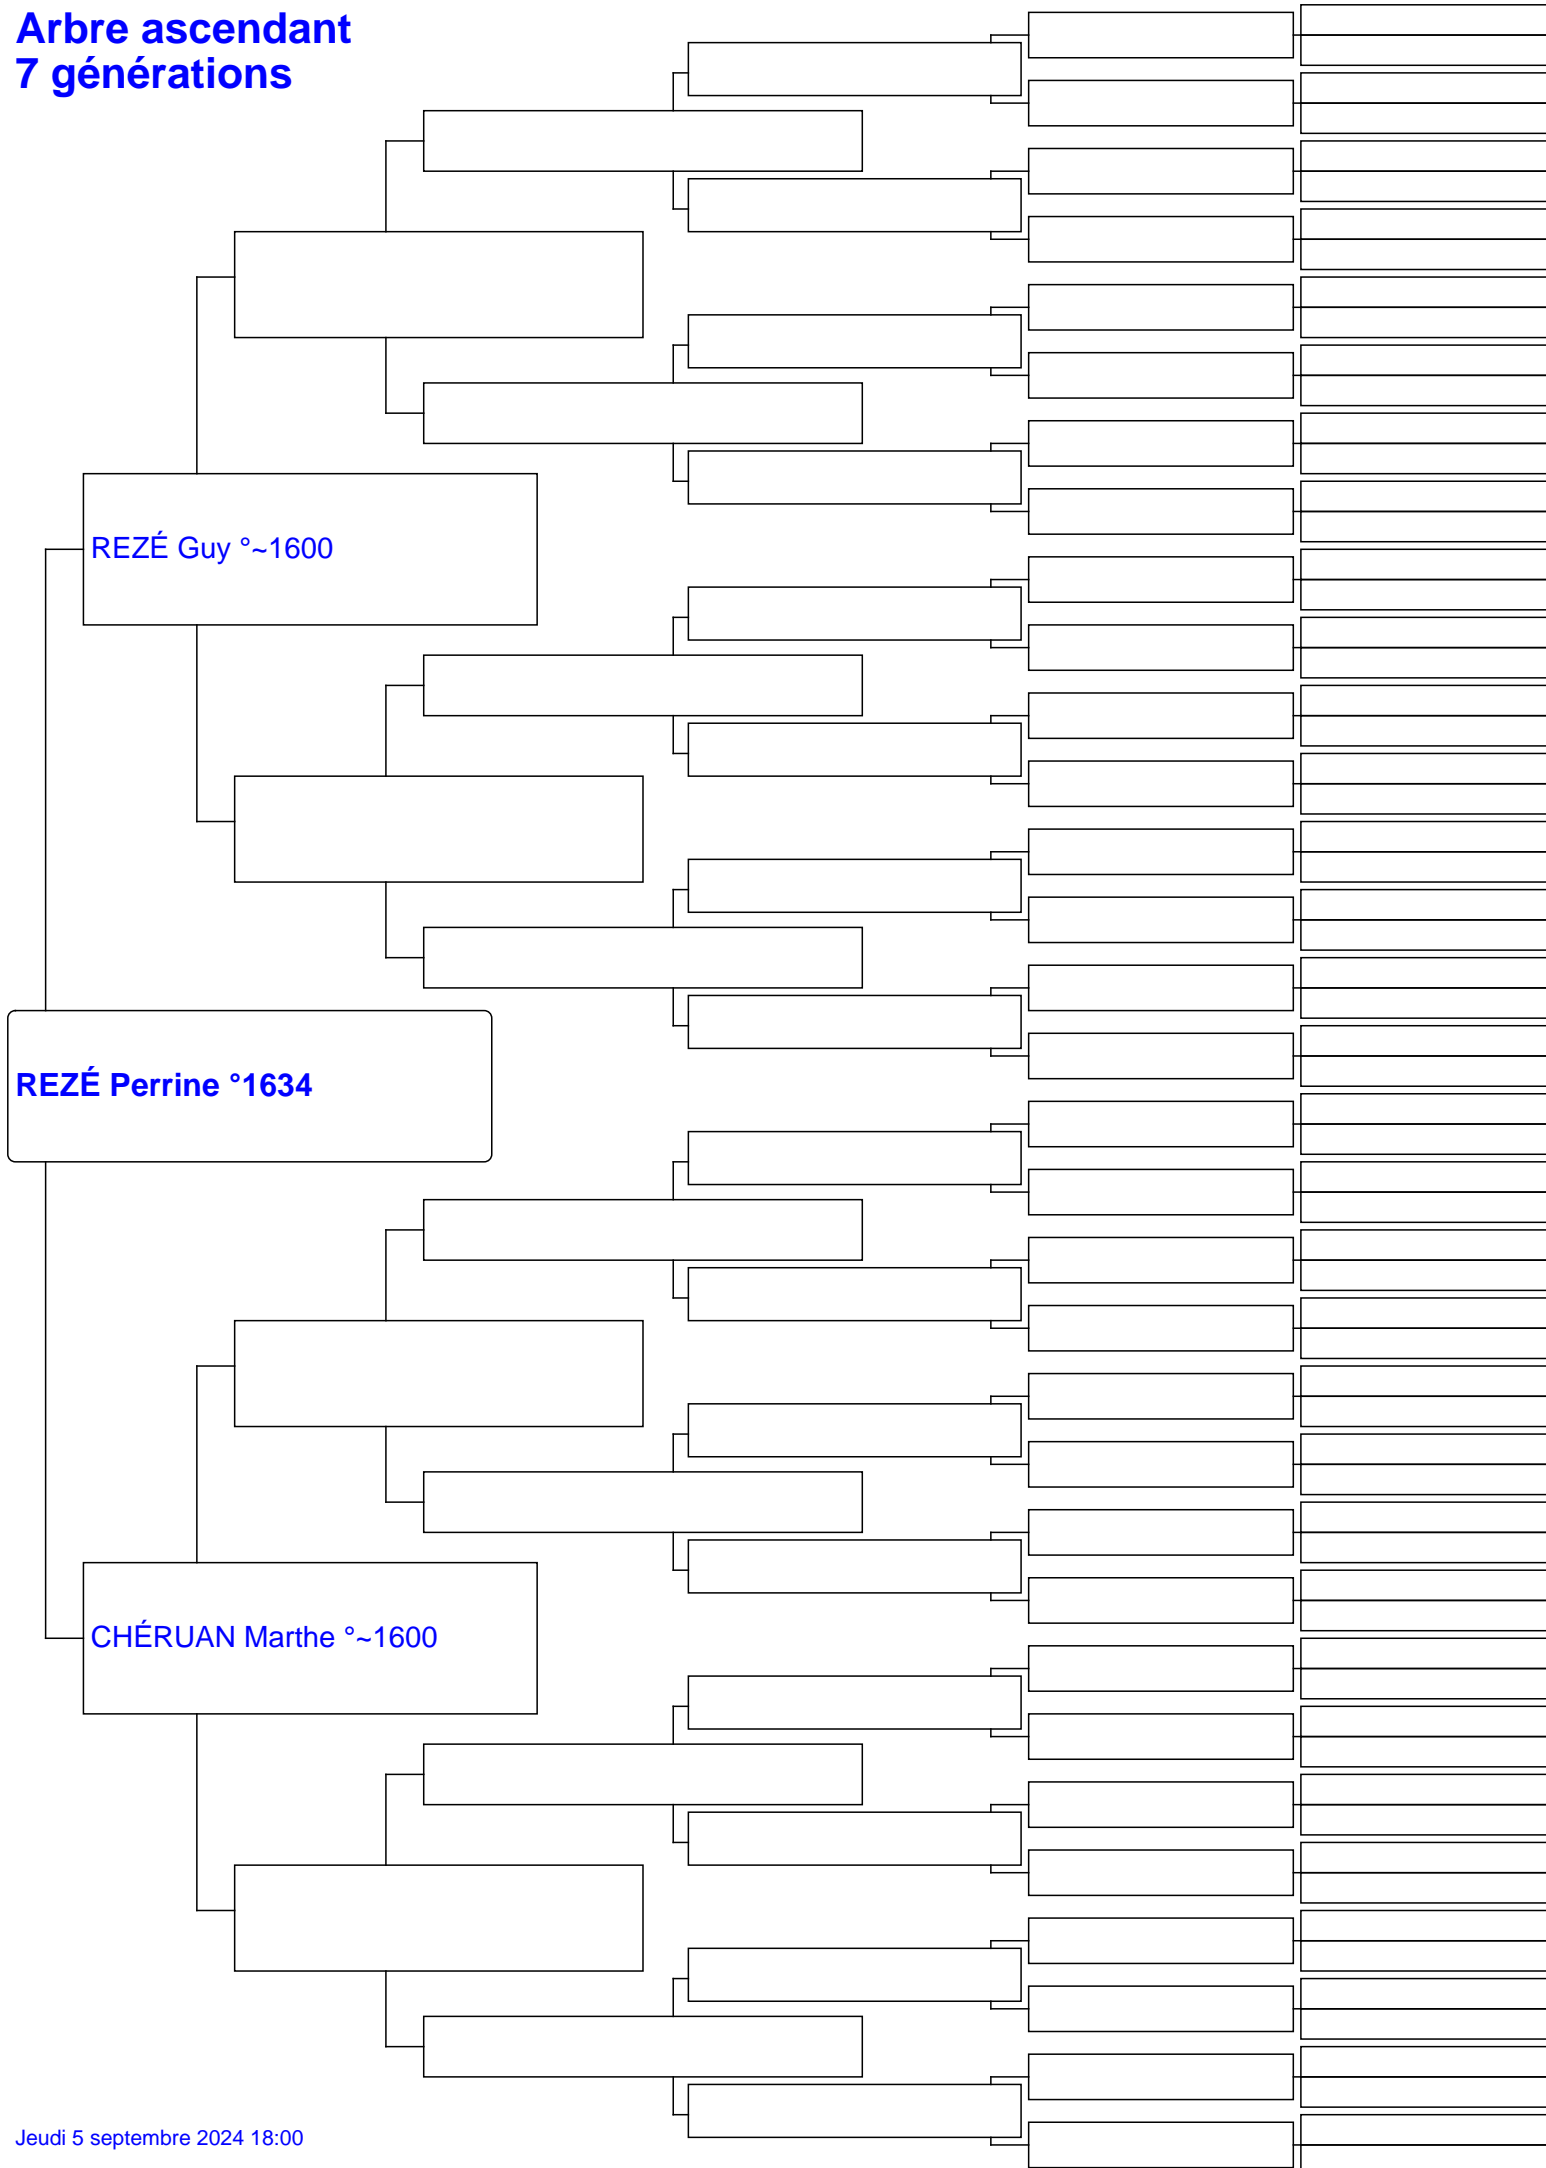 Arbre ascendant
7 générations
REZÉ Guy °~1600
REZÉ Perrine °1634
CHÉRUAN Marthe °~1600
Jeudi 5 septembre 2024 18:00